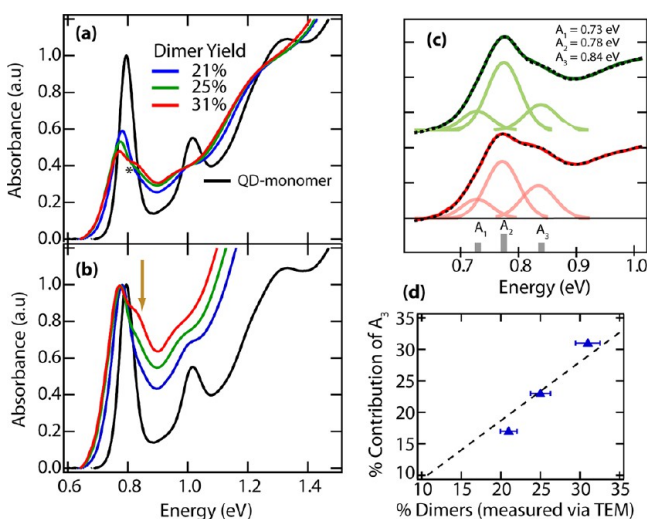 (a)
Dimer Yield
21%
25%
31%
*
QD-monomer
Absorbance (a.u)
1.0
0.8
0.6
0.4
0.2
0.0
(b)
Absorbance (a.u)
1.0
0.8
0.6
0.4
0.2
0.0
0.6 0.8 1.0 1.2 1.4
Energy (eV)
(c)
A₁ = 0.73 eV
A₂ = 0.78 eV
A₃ = 0.84 eV
A₁ A₂ A₃
0.7 0.8 0.9 1.0
Energy (eV)
(d)
% Contribution of A₃
35%
30
25
20
15
10
10 15 20 25 30 35%
% Dimers (measured via TEM)